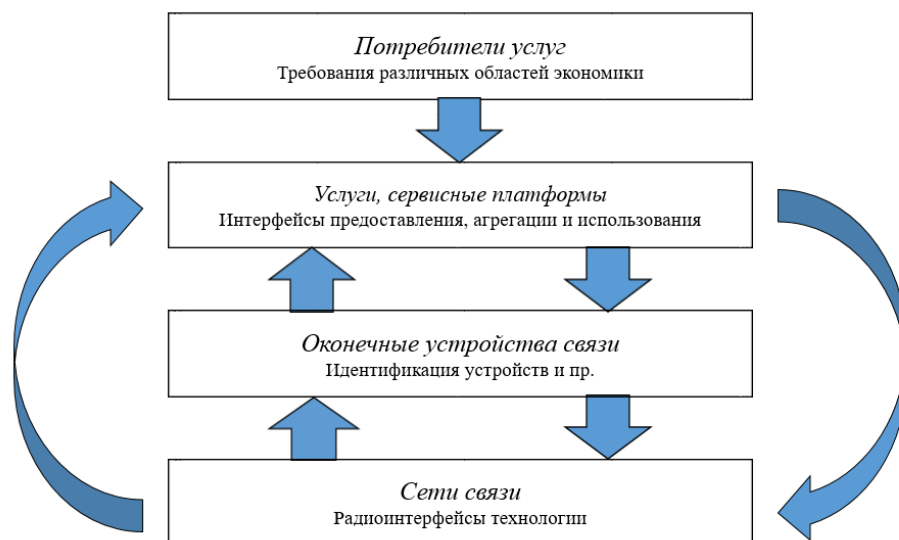 Потребители услуг
Требования различных областей экономики
Услуги, сервисные платформы
Интерфейсы предоставления, агрегации и использования
Оконечные устройства связи
Идентификация устройств и пр.
Сети связи
Радиоинтерфейсы технологии